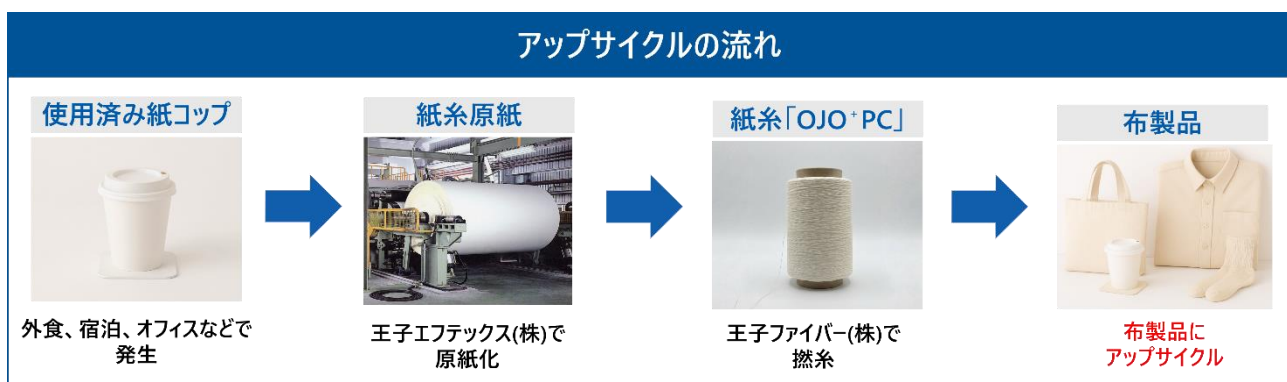 アップサイクルの流れ
使用済み紙コップ
紙糸原紙
紙糸「OJO⁺PC」
布製品
外食、宿泊、オフィスなどで
発生
王子エフテックス(株)で
原紙化
王子ファイバー(株)で
撚糸
布製品に
アップサイクル